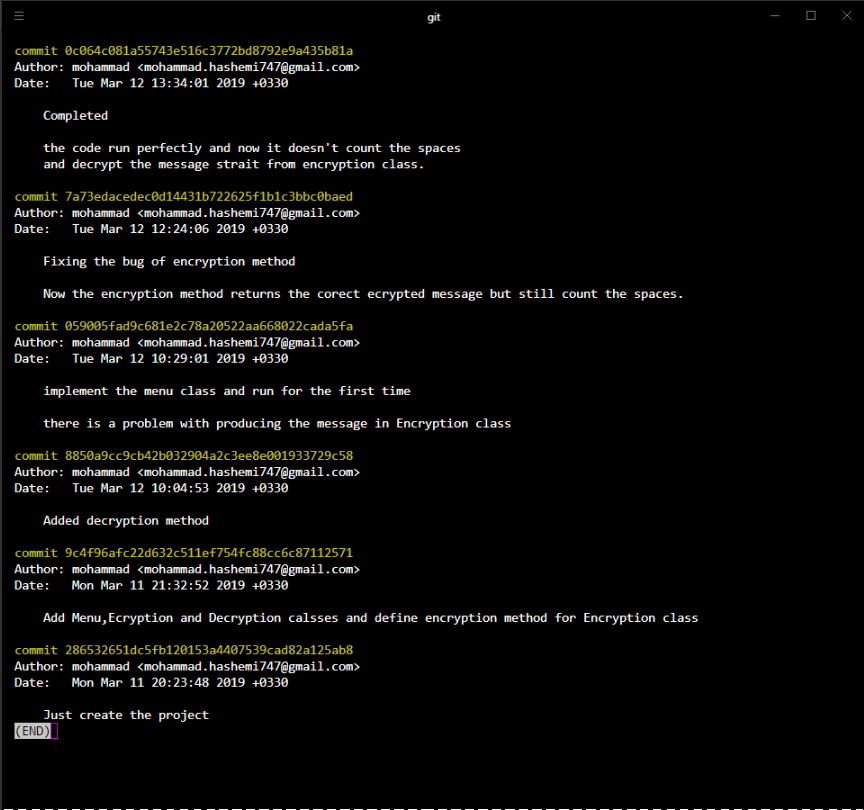 git
commit 0c064c081a55743e516c3772bd8792e9a435b81a
Author: mohammad <mohammad.hashemi747@gmail.com>
Date:   Tue Mar 12 13:34:01 2019 +0330
Completed
the code run perfectly and now it doesn't count the spaces
and decrypt the message strait from encryption class.
commit 7a73edacedec0d14431b722625f1b1c3bbc0baed
Author: mohammad <mohammad.hashemi747@gmail.com>
Date:   Tue Mar 12 12:24:06 2019 +0330
Fixing the bug of encryption method
Now the encryption method returns the corect ecrypted message but still count the spaces.
commit 059005fad9c681e2c78a20522aa668022cada5fa
Author: mohammad <mohammad.hashemi747@gmail.com>
Date:   Tue Mar 12 10:29:01 2019 +0330
implement the menu class and run for the first time
there is a problem with producing the message in Encryption class
commit 8850a9cc9cb42b032904a2c3ee8e001933729c58
Author: mohammad <mohammad.hashemi747@gmail.com>
Date:   Tue Mar 12 10:04:53 2019 +0330
Added decryption method
commit 9c4f96afc22d632c511ef754fc88cc6c87112571
Author: mohammad <mohammad.hashemi747@gmail.com>
Date:   Mon Mar 11 21:32:52 2019 +0330
Add Menu,Ecryption and Decryption calsses and define encryption method for Encryption class
commit 286532651dc5fb120153a4407539cad82a125ab8
Author: mohammad <mohammad.hashemi747@gmail.com>
Date:   Mon Mar 11 20:23:48 2019 +0330
Just create the project
(END)